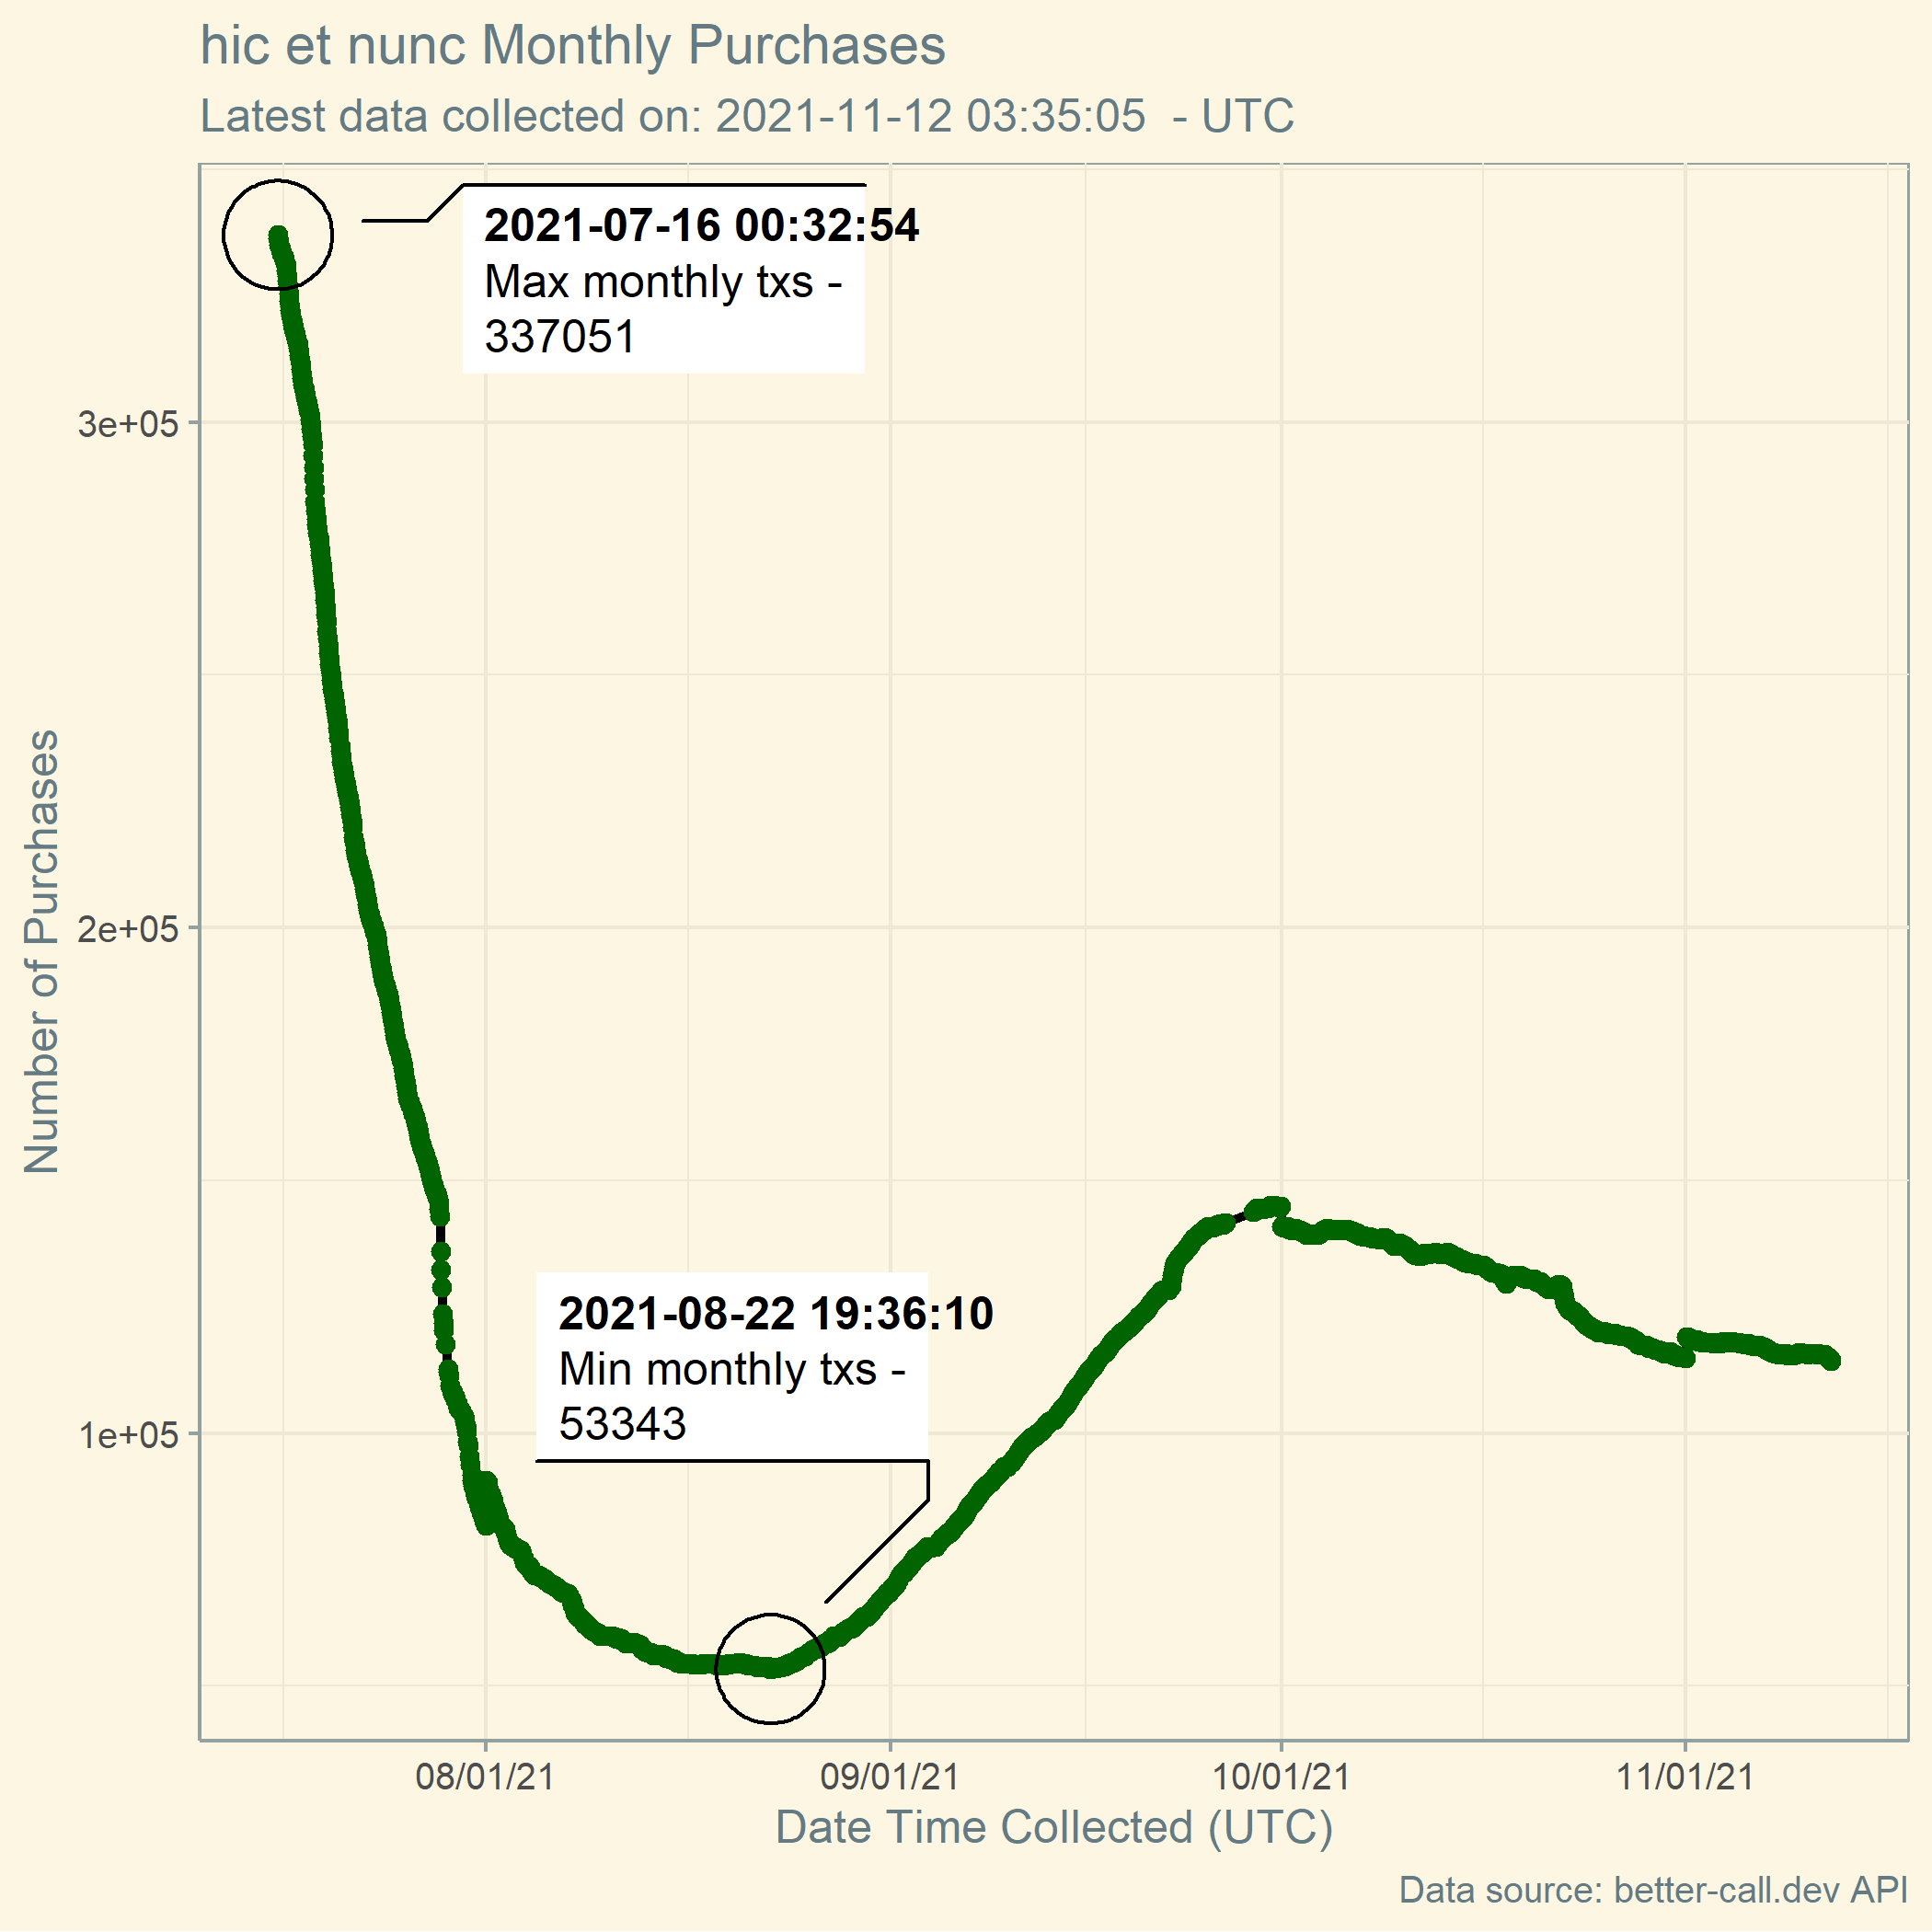 hic et nunc Monthly Purchases
Latest data collected on: 2021-11-12 03:35:05  - UTC
2021-07-16 00:32:54
Max monthly txs -
337051
3e+05
2e+05
1e+05
Number of Purchases
2021-08-22 19:36:10
Min monthly txs -
53343
08/01/21
09/01/21
10/01/21
11/01/21
Date Time Collected (UTC)
Data source: better-call.dev API